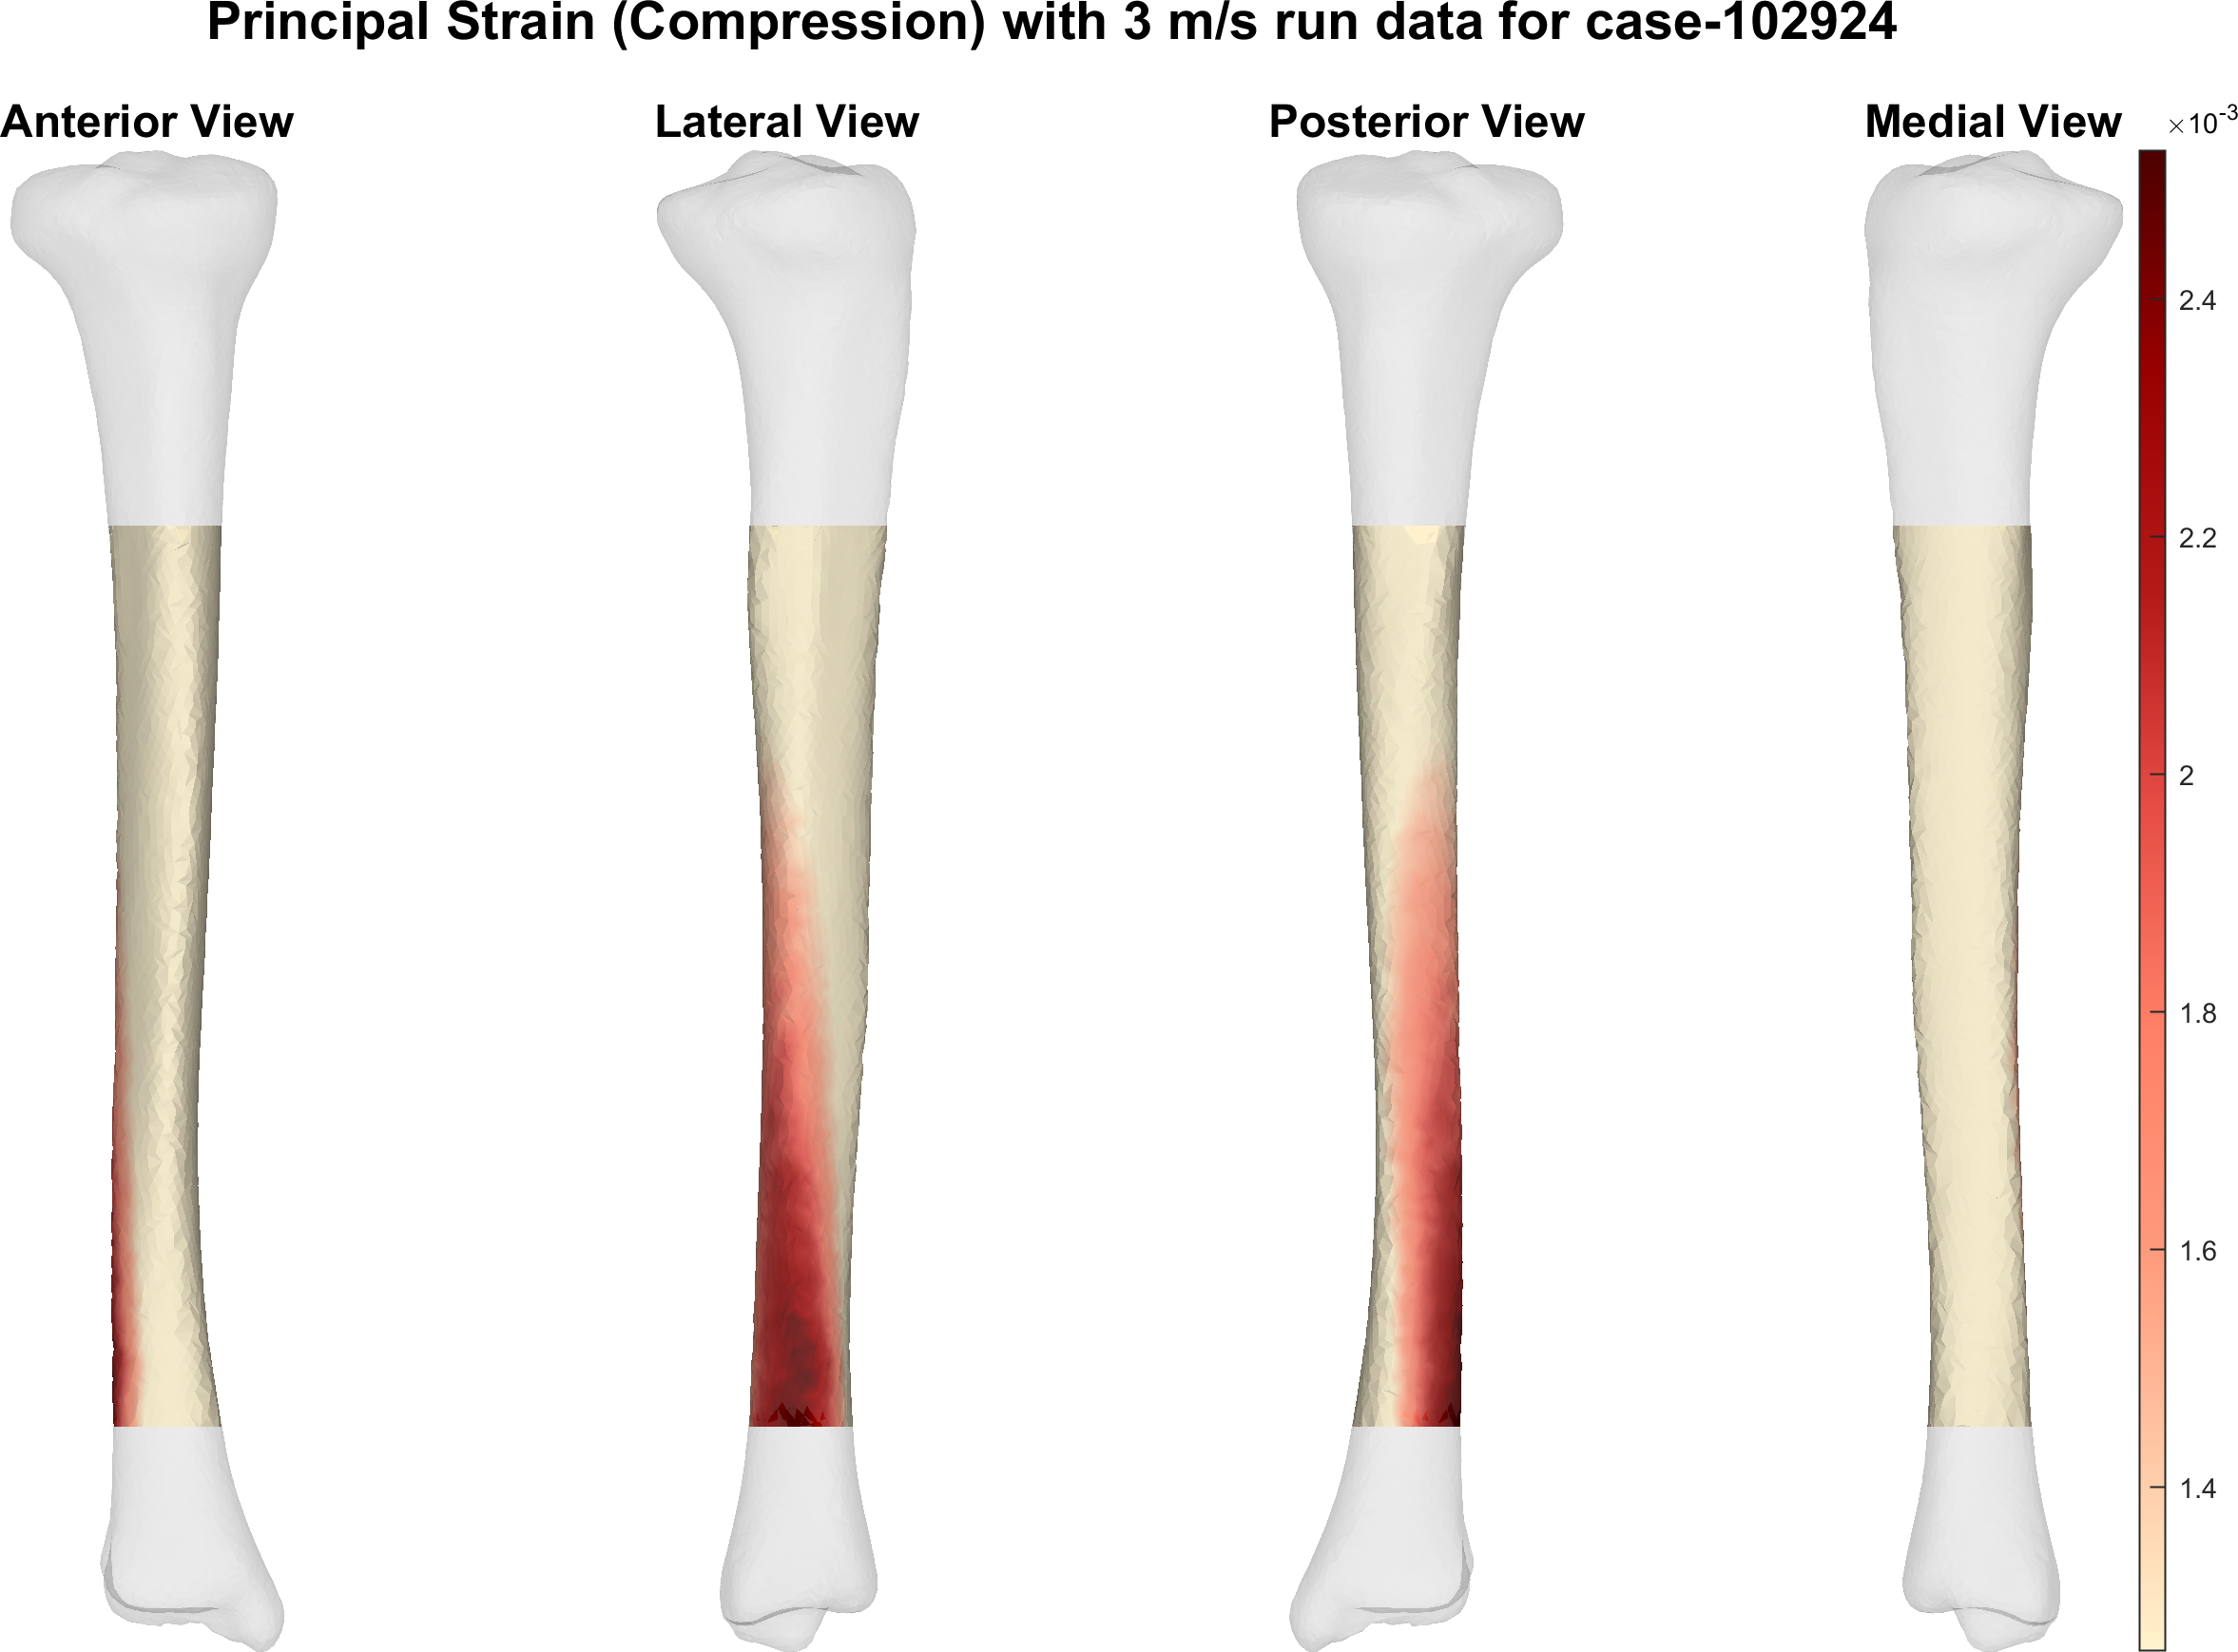 Principal Strain (Compression) with 3 m/s run data for case-102924
Anterior View
Lateral View
Posterior View
Medial View
×10⁻³
2.4
2.2
2
1.8
1.6
1.4